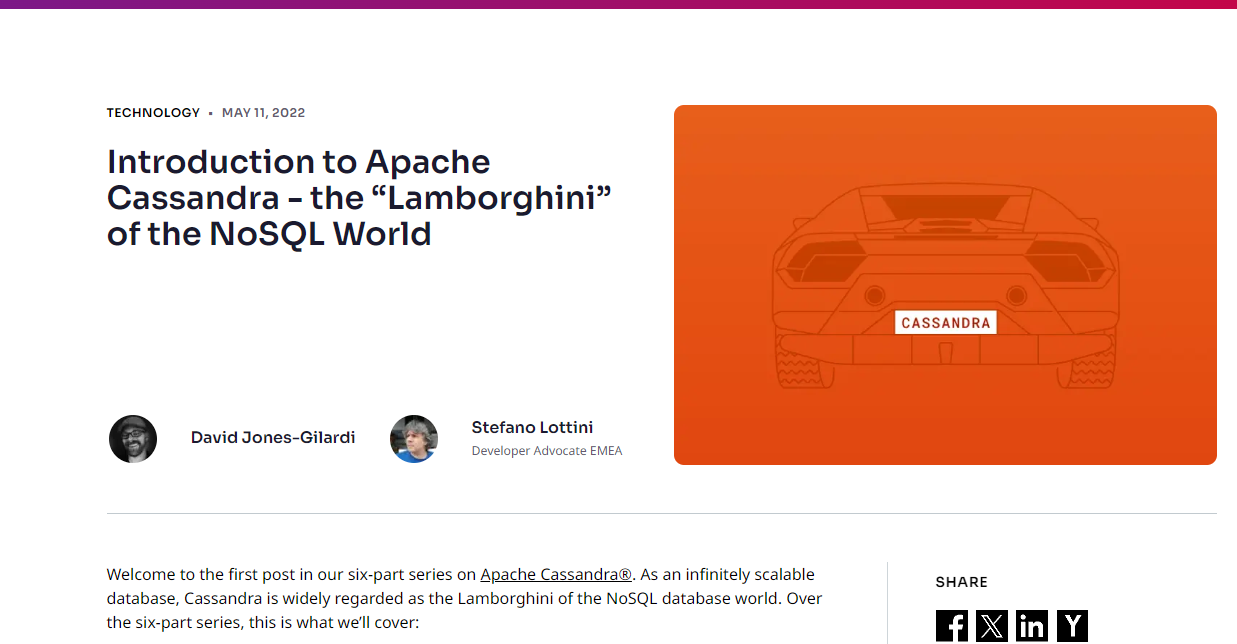 TECHNOLOGY • MAY 11, 2022
Introduction to Apache
Cassandra – the “Lamborghini”
of the NoSQL World
CASSANDRA
David Jones-Gilardi
Stefano Lottini
Developer Advocate EMEA
Welcome to the first post in our six-part series on Apache Cassandra®. As an infinitely scalable
database, Cassandra is widely regarded as the Lamborghini of the NoSQL database world. Over
the six-part series, this is what we’ll cover:
SHARE